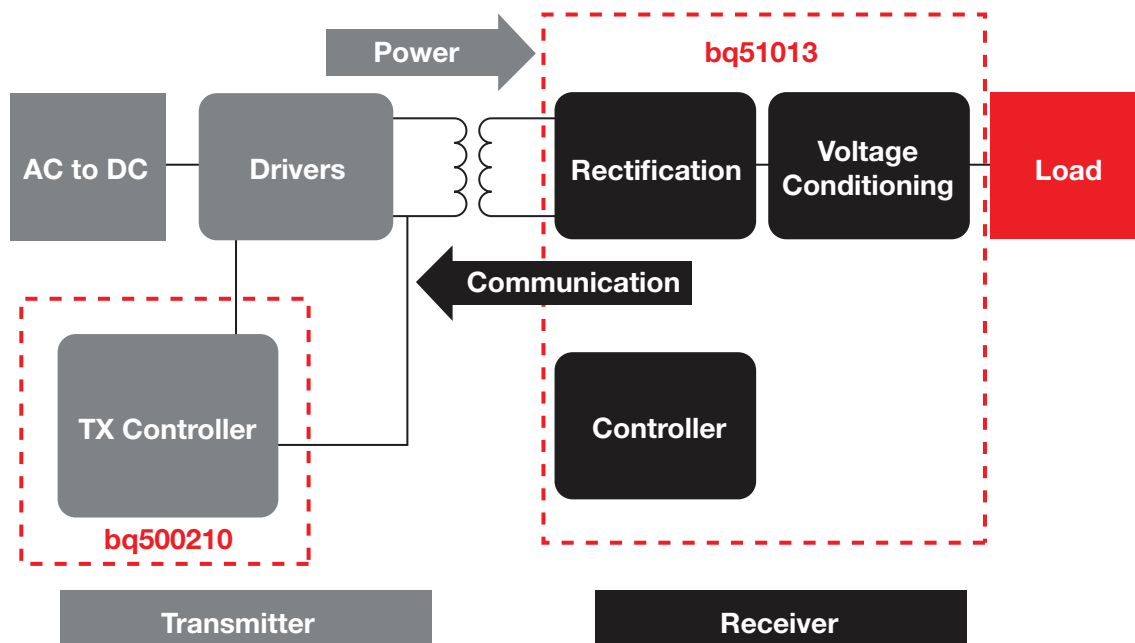 Power
bq51013
AC to DC
Drivers
Rectification
Voltage
Conditioning
Load
Communication
TX Controller
Controller
bq500210
Transmitter
Receiver